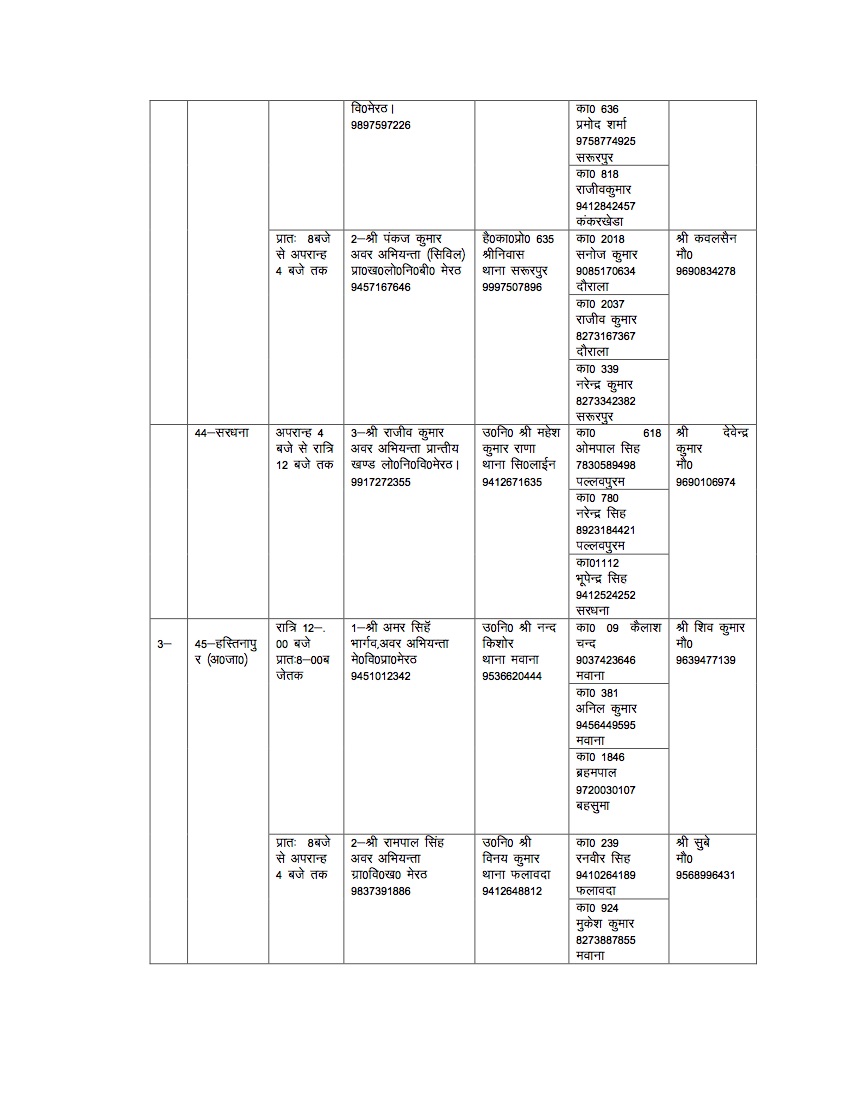 वि0मेरठ।
9897597226
का0 636
प्रमोद शर्मा
9758774925
सरूरपुर
का0 818
राजीवकुमार
9412842457
कंकरखेडा
प्रातः 8बजे
से अपरान्ह
4 बजे तक
2–श्री पंकज कुमार
अवर अभियन्ता (सिविल)
प्रा0ख0लो0नि0बी0 मेरठ
9457167646
है0का0प्रो0 635
श्रीनिवास
थाना सरूरपुर
9997507896
का0 2018
सनोज कुमार
9085170634
दौराला
का0 2037
राजीव कुमार
8273167367
दौराला
का0 339
नरेन्द्र कुमार
8273342382
सरूरपुर
श्री कवलसैन
मौ0
9690834278
44–सरधना
अपरान्ह 4
बजे से रात्रि
12 बजे तक
3–श्री राजीव कुमार
अवर अभियन्ता प्रान्तीय
खण्ड लो0नि0वि0मेरठ।
9917272355
उ0नि0 श्री महेश
कुमार राणा
थाना सि0लाईन
9412671635
का0 618
ओमपाल सिह
7830589498
पल्लवपुरम
का0 780
नरेन्द्र सिह
8923184421
पल्लवपुरम
का01112
भूपेन्द्र सिह
9412524252
सरधना
श्री देवेन्द्र
कुमार
मौ0
9690106974
3–
45–हस्तिनापु
र (अ0जा0)
रात्रि 12–.
00 बजे
प्रातः8–00ब
जेतक
1–श्री अमर सिहॅ
भार्गव,अवर अभियन्ता
मे0वि0प्रा0मेरठ
9451012342
उ0नि0 श्री नन्द
किशोर
थाना मवाना
9536620444
का0 09 कैलाश
चन्द
9037423646
मवाना
का0 381
अनिल कुमार
9456449595
मवाना
का0 1846
ब्रहमपाल
9720030107
बहसुमा
श्री शिव कुमार
मौ0
9639477139
प्रातः 8बजे
से अपरान्ह
4 बजे तक
2–श्री रामपाल सिंह
अवर अभियन्ता
ग्रा0वि0ख0 मेरठ
9837391886
उ0नि0 श्री
विनय कुमार
थाना फलावदा
9412648812
का0 239
रनवीर सिह
9410264189
फलावदा
का0 924
मुकेश कुमार
8273887855
मवाना
श्री सुबे
मौ0
9568996431